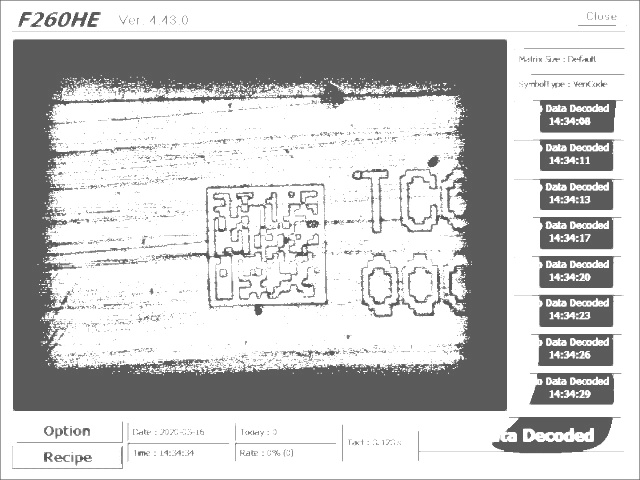 F260HE Ver. 4.43.0
Close
Matrix Size : Default
SymbolType : VeriCode
Data Decoded
14:34:08
Data Decoded
14:34:11
Data Decoded
14:34:13
Data Decoded
14:34:17
Data Decoded
14:34:20
Data Decoded
14:34:23
Data Decoded
14:34:26
Data Decoded
14:34:29
Decoded
TC
00
Option
Recipe
Date : 2020-06-16
Time : 14:34:34
Today : 0
Rate : 0% (0)
Tact : 0.120 s